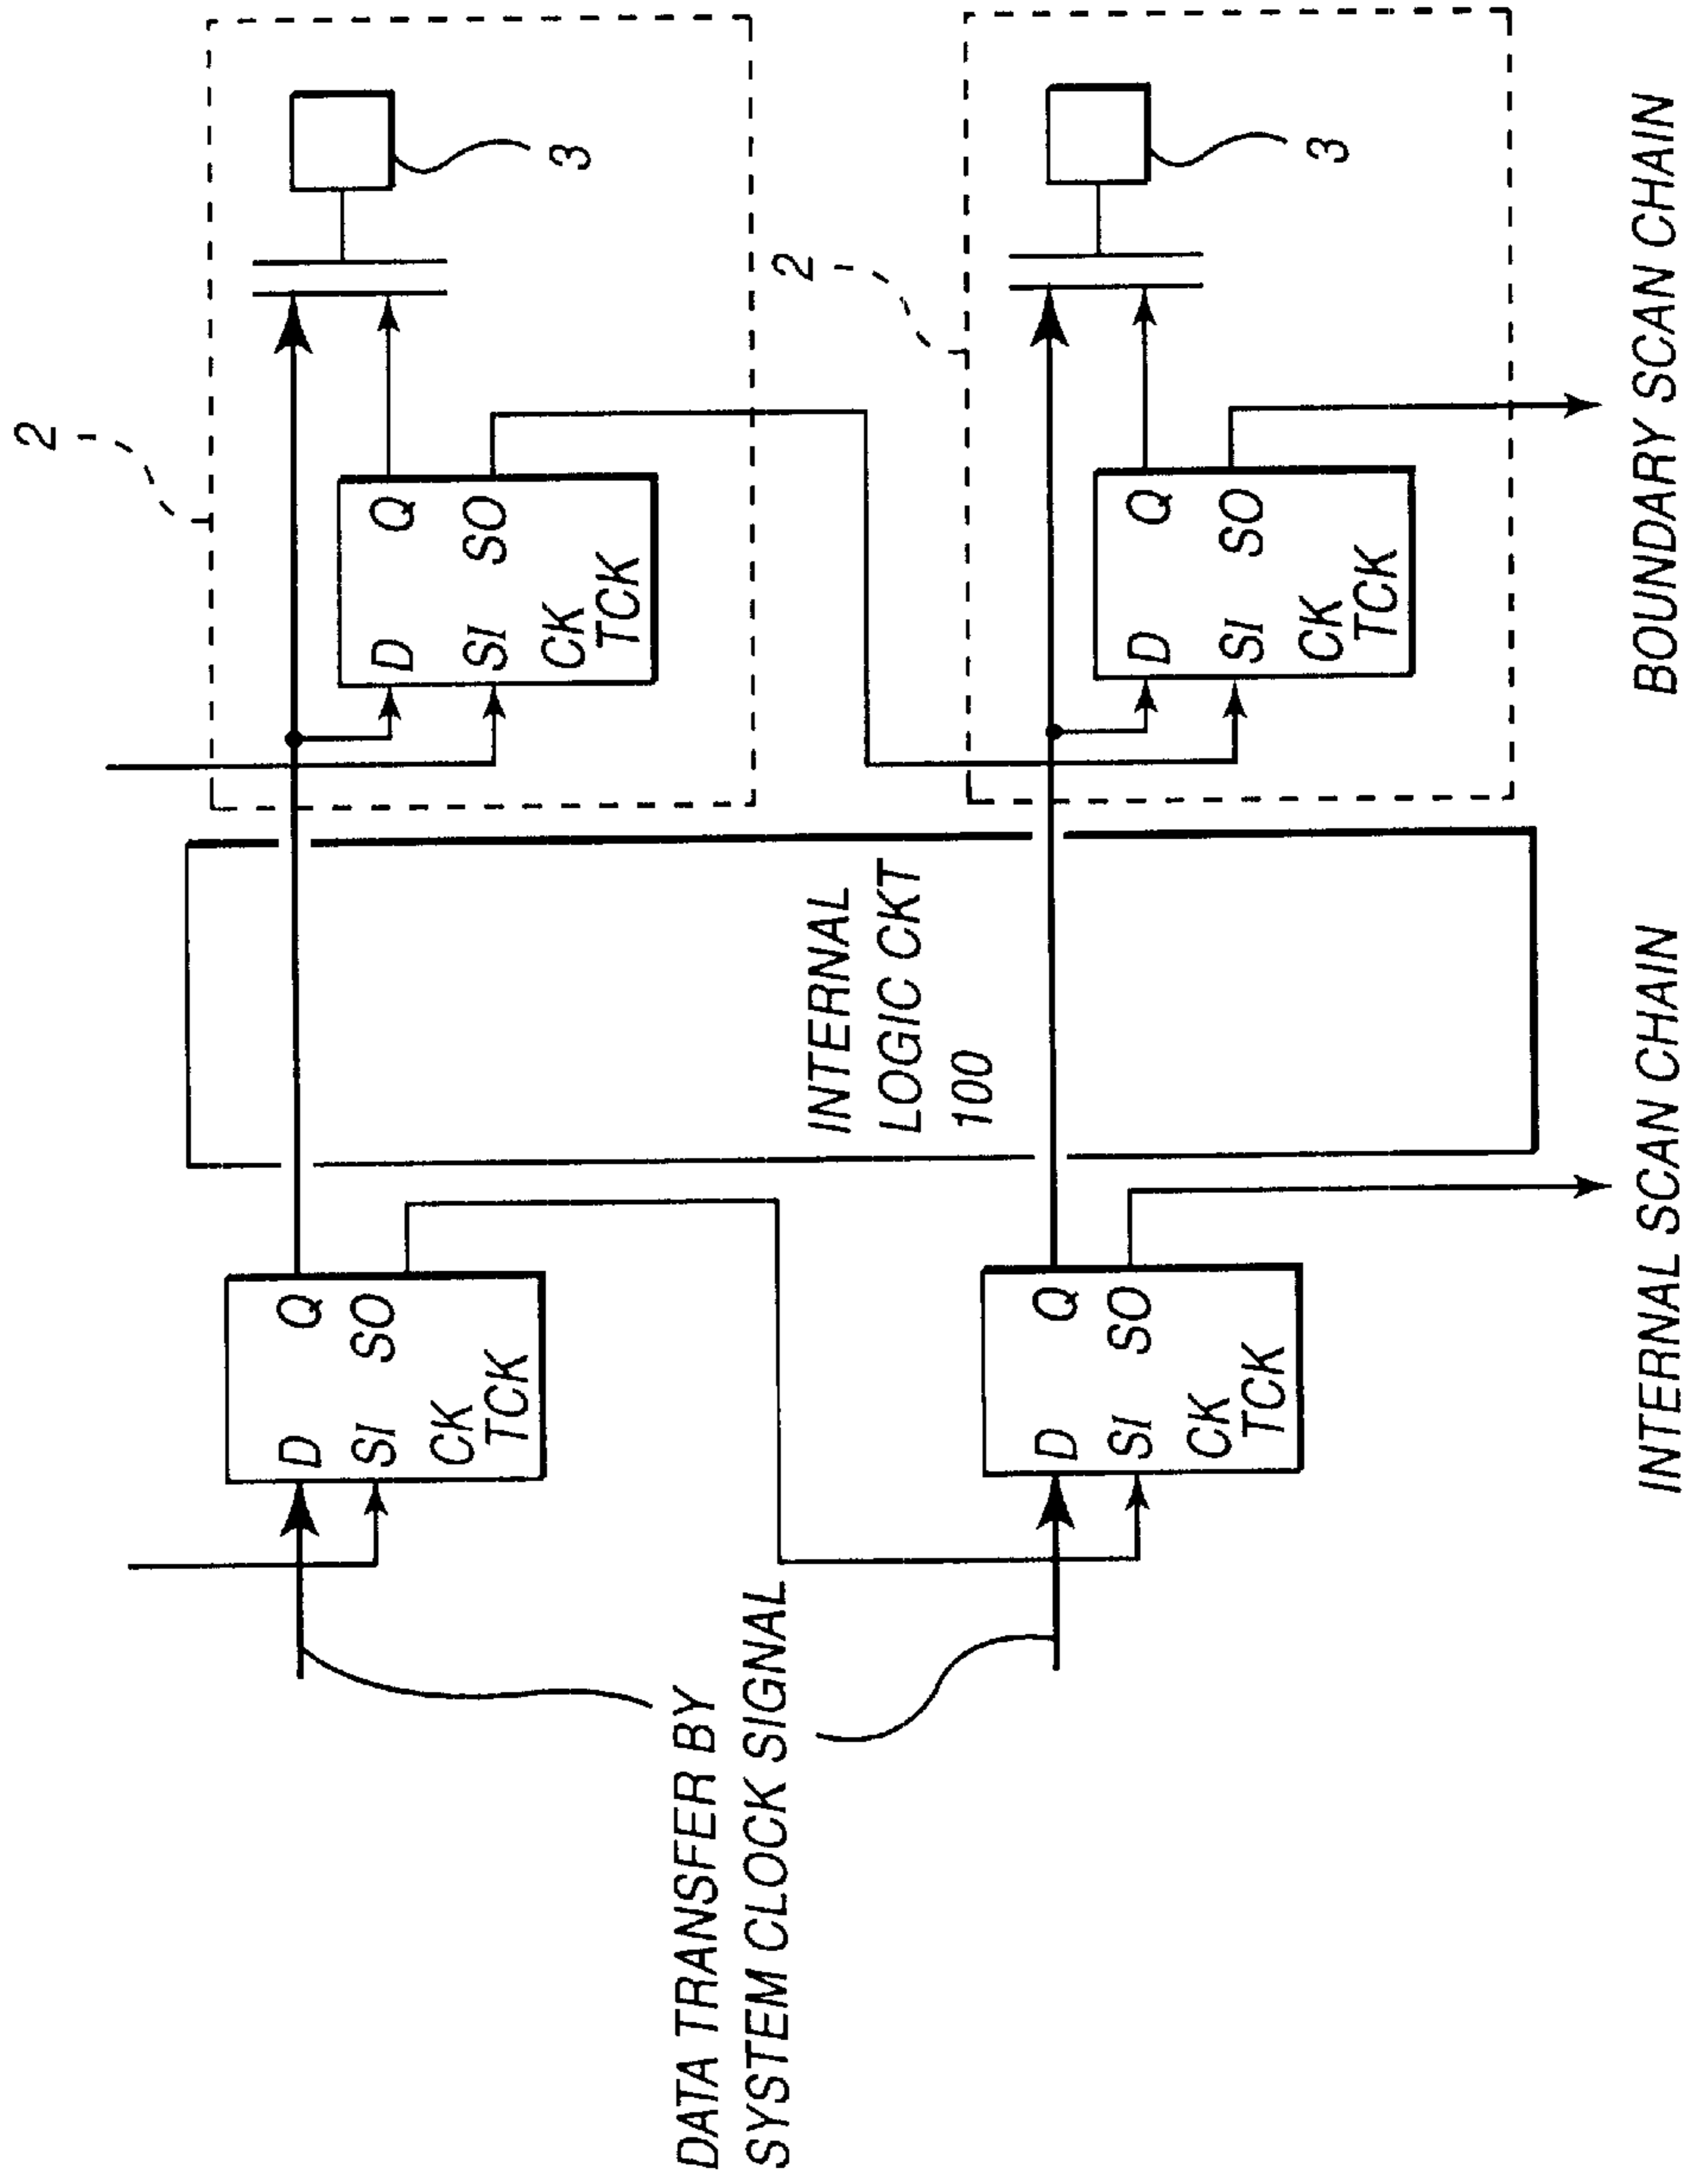 2
D Q
SI SO
CK
TCK
D Q
SI SO
CK
TCK
3
DATA TRANSFER BY
SYSTEM CLOCK SIGNAL
INTERNAL
LOGIC CKT
100
2
D Q
SI SO
CK
TCK
D Q
SI SO
CK
TCK
3
INTERNAL SCAN CHAIN
BOUNDARY SCAN CHAIN